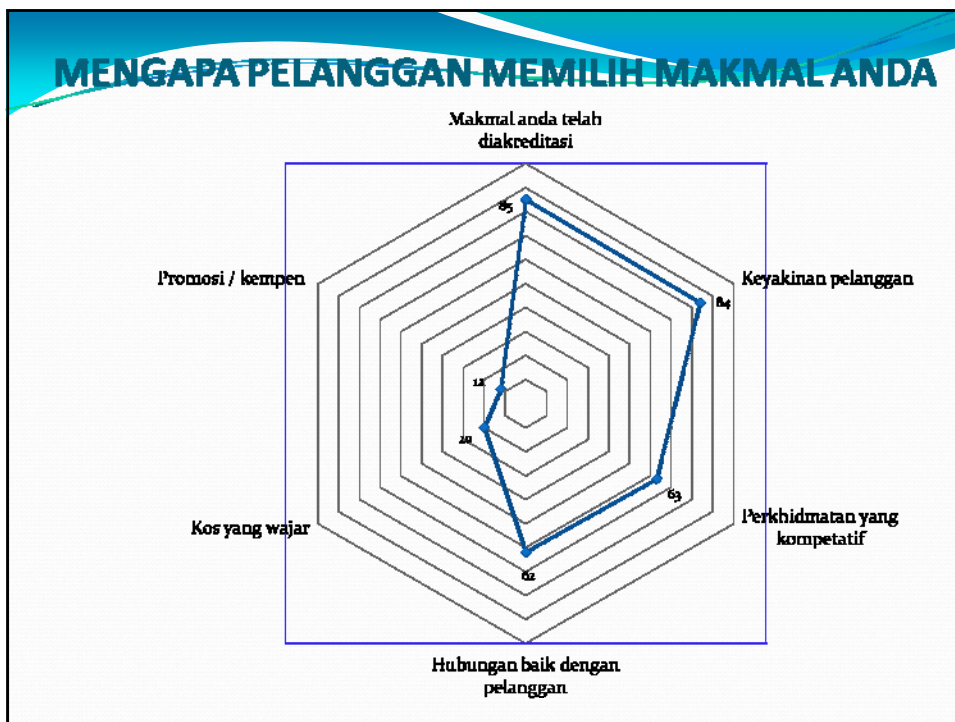 MENGAPA PELANGGAN MEMILIH MAKMAL ANDA
Makmal anda telah
diakreditasi
85
Promosi / kempen
Keyakinan pelanggan
84
12
20
63
Kos yang wajar
Perkhidmatan yang
kompetatif
62
Hubungan baik dengan
pelanggan